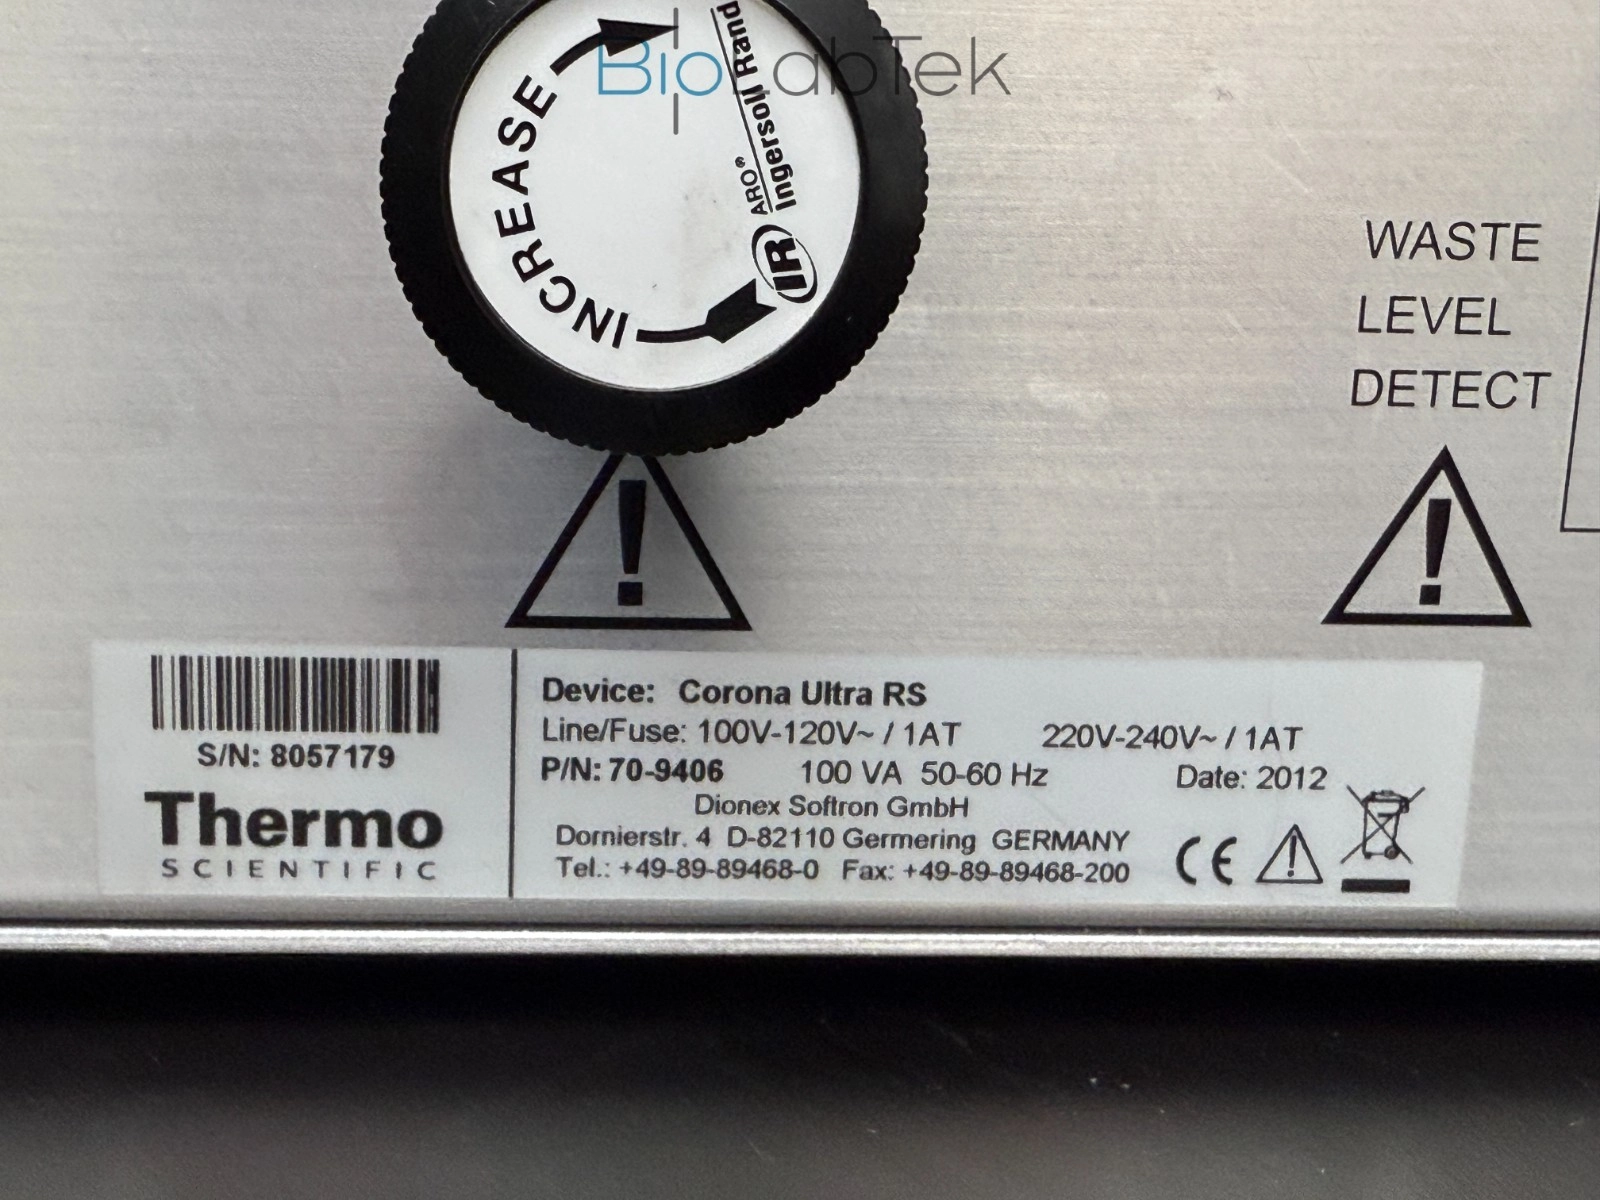 BioLabTek
INCREASE
ARO®
Ingersoll Rand
IR
WASTE
LEVEL
DETECT
!
!
S/N: 8057179
Thermo
SCIENTIFIC
Device: Corona Ultra RS
Line/Fuse: 100V-120V~ / 1AT 220V-240V~ / 1AT
P/N: 70-9406 100 VA 50-60 Hz Date: 2012
Dionex Softron GmbH
Dornierstr. 4 D-82110 Germering GERMANY
Tel.: +49-89-89468-0 Fax: +49-89-89468-200
CE